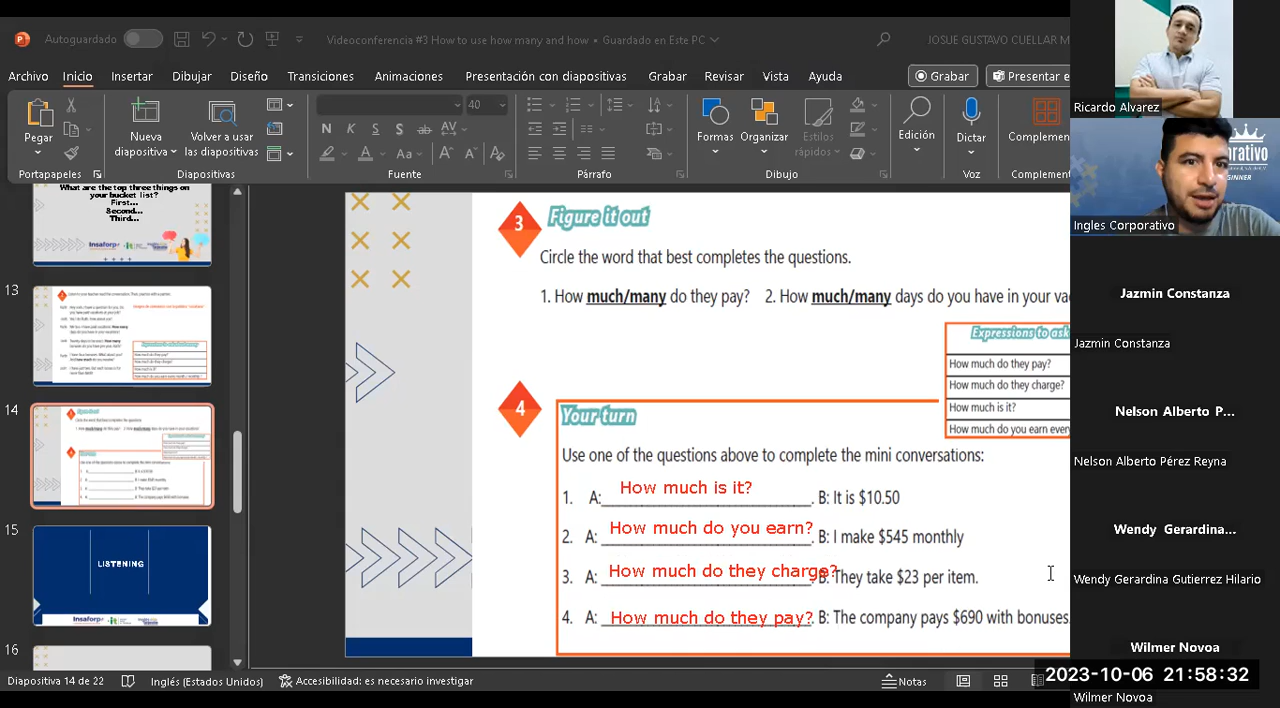 Autoguardado
Videoconferencia #3 How to use how many and how • Guardado en Este PC
JOSUE GUSTAVO CUELLAR M
Archivo Inicio Insertar Dibujar Diseño Transiciones Animaciones Presentación con diapositivas Grabar Revisar Vista Ayuda Grabar Presentar e
40
Pegar
Nueva diapositiva
Volver a usar las diapositivas
N S S ab AV
Aa A A
Formas
Organizar
Estilos rápidos
Edición
Dictar
Complemen
Portapapeles
Diapositivas
Fuente
Párrafo
Dibujo
Voz
Complement
What are the top three things on
your bucket list?
First...
Second...
Third...
Insaforp
13
14
15
LISTENING
Insaforp
16
3
Figure it out
Circle the word that best completes the questions.
1. How much/many do they pay? 2. How much/many days do you have in your va
Expressions to ask
How much do they pay?
How much do they charge?
How much is it?
How much do you earn every
4
Your turn
Use one of the questions above to complete the mini conversations:
1. A: How much is it? B: It is $10.50
2. A: How much do you earn? B: I make $545 monthly
3. A: How much do they charge? B: They take $23 per item.
4. A: How much do they pay? B: The company pays $690 with bonuses.
Ricardo Alvarez
orativo
INNER
Ingles Corporativo
Jazmin Constanza
Jazmin Constanza
Nelson Alberto P...
Nelson Alberto Pérez Reyna
Wendy Gerardina...
Wendy Gerardina Gutierrez Hilario
Wilmer Novoa
2023-10-06 21:58:32
Wilmer Novoa
Diapositiva 14 de 22 Inglés (Estados Unidos) Accesibilidad: es necesario investigar Notas